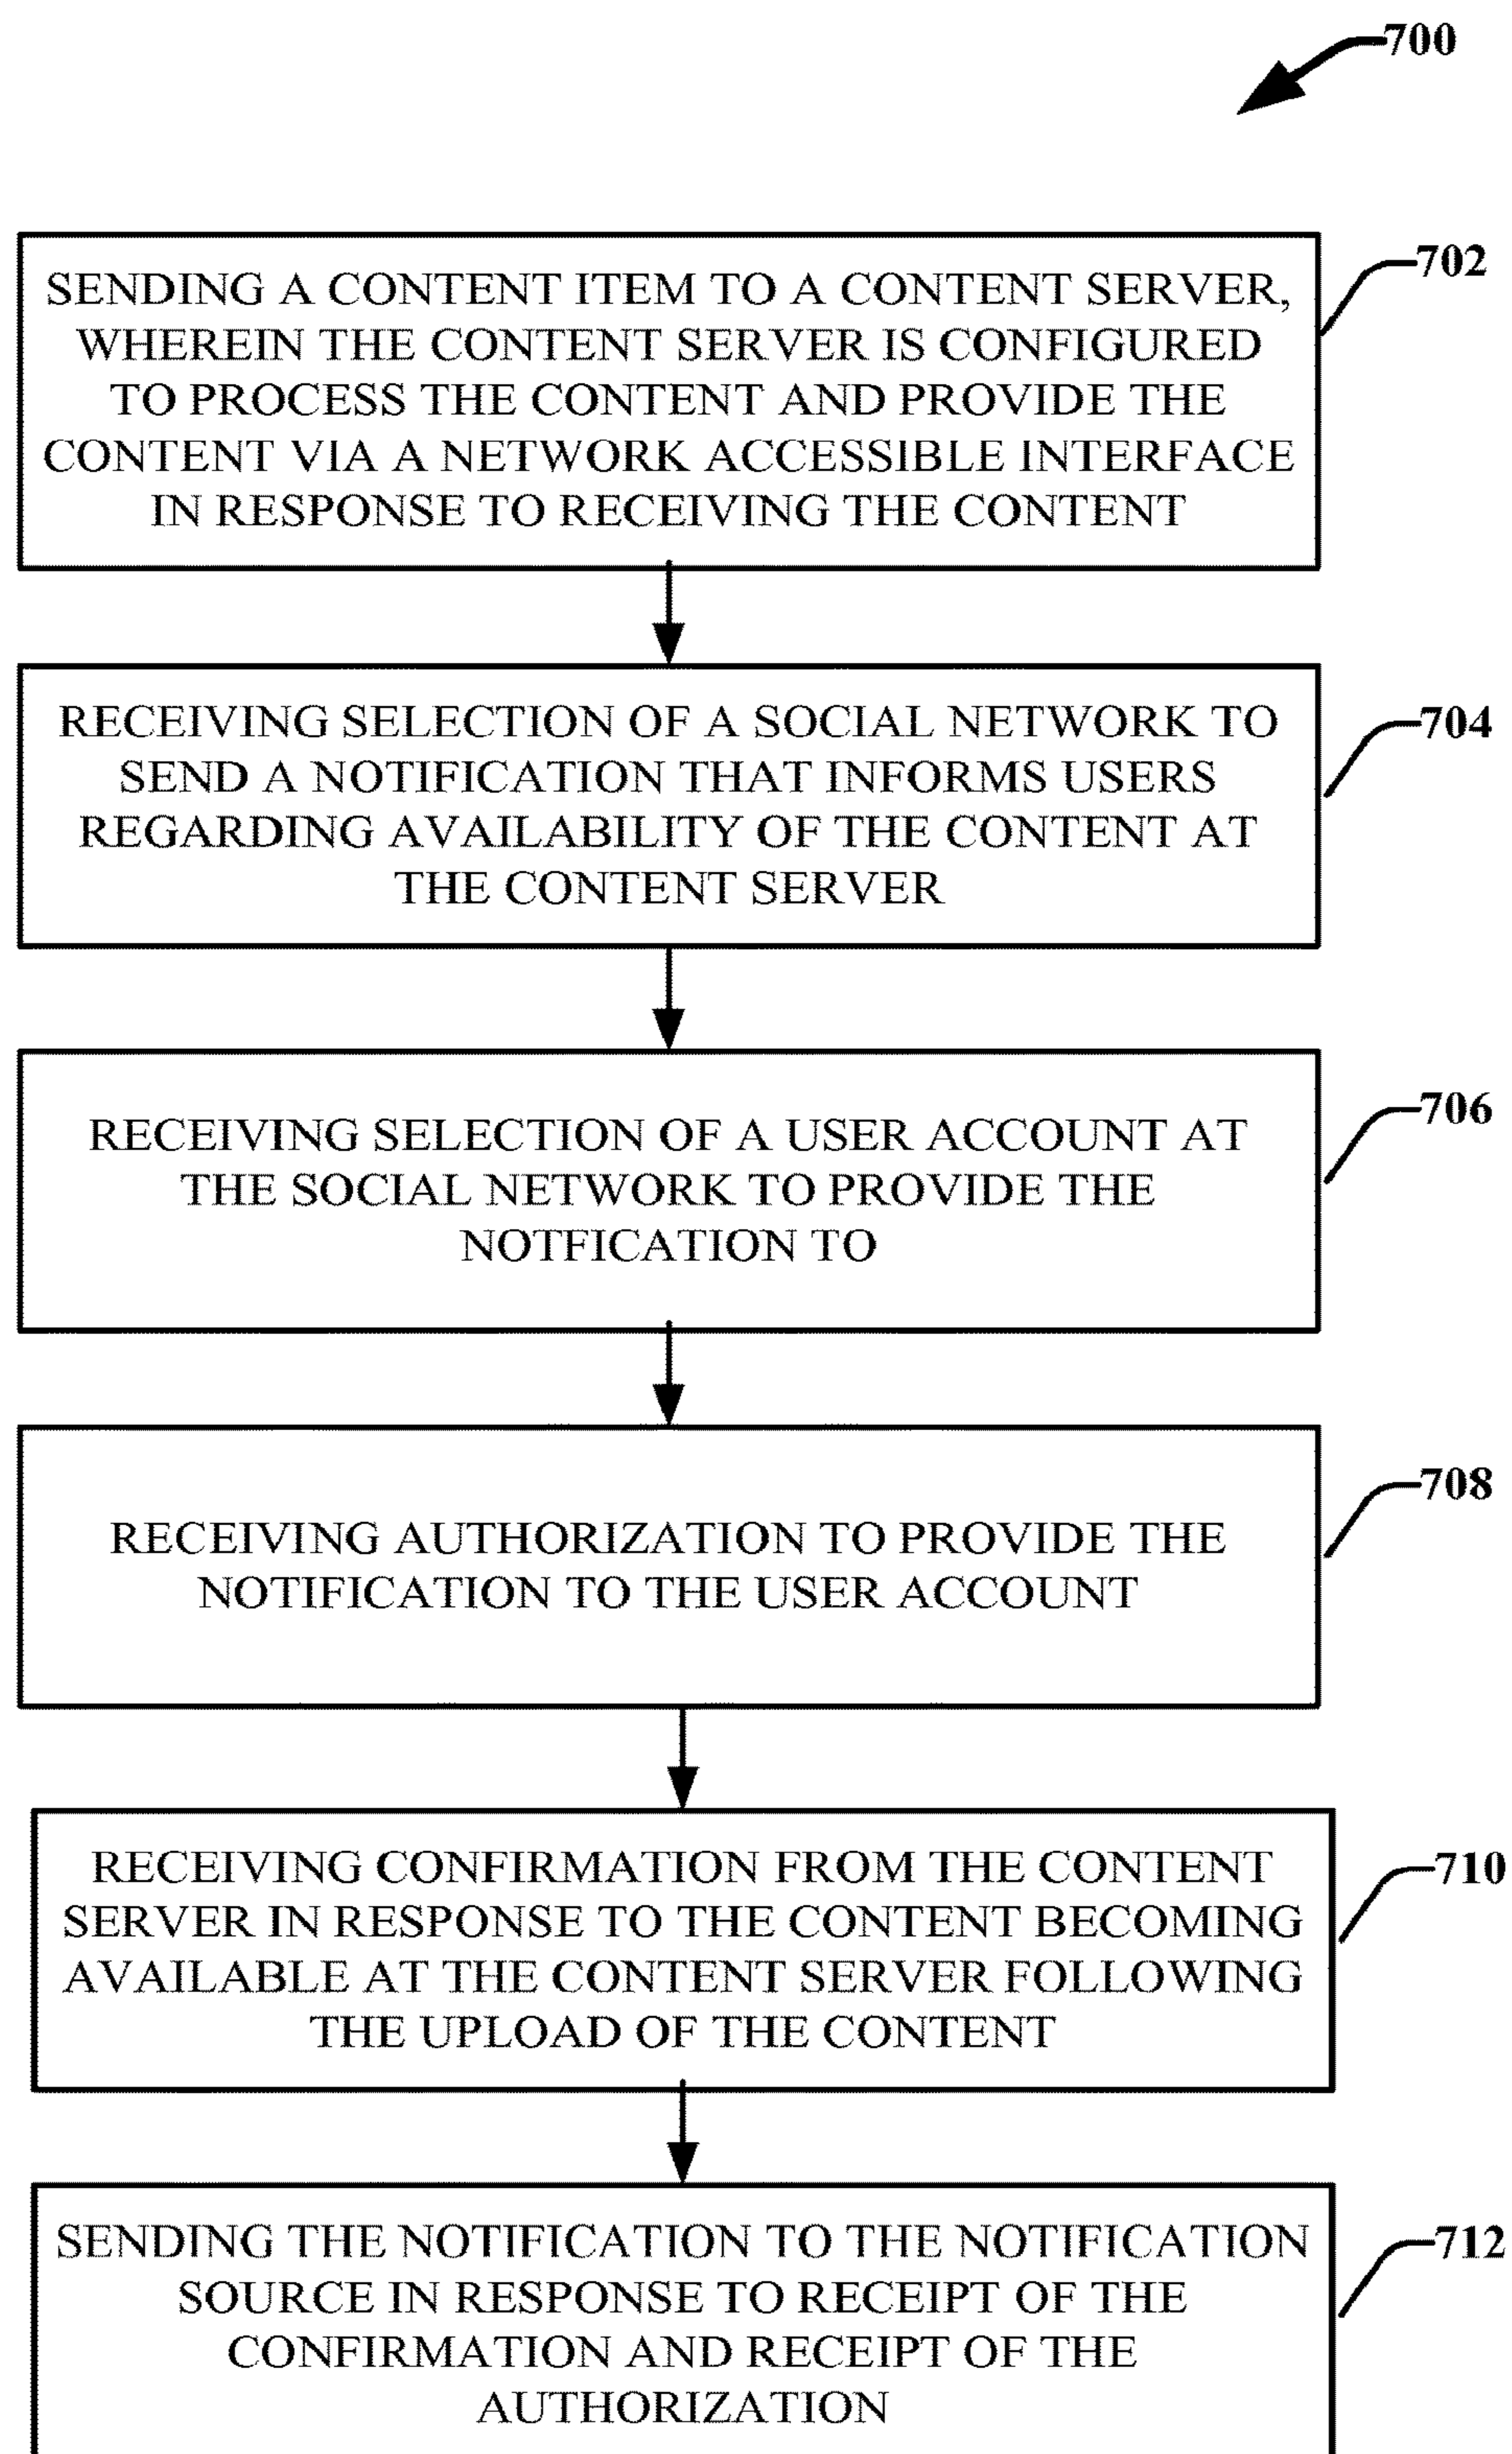 700
SENDING A CONTENT ITEM TO A CONTENT SERVER,
WHEREIN THE CONTENT SERVER IS CONFIGURED
TO PROCESS THE CONTENT AND PROVIDE THE
CONTENT VIA A NETWORK ACCESSIBLE INTERFACE
IN RESPONSE TO RECEIVING THE CONTENT
702
RECEIVING SELECTION OF A SOCIAL NETWORK TO
SEND A NOTIFICATION THAT INFORMS USERS
REGARDING AVAILABILITY OF THE CONTENT AT
THE CONTENT SERVER
704
RECEIVING SELECTION OF A USER ACCOUNT AT
THE SOCIAL NETWORK TO PROVIDE THE
NOTFICATION TO
706
RECEIVING AUTHORIZATION TO PROVIDE THE
NOTIFICATION TO THE USER ACCOUNT
708
RECEIVING CONFIRMATION FROM THE CONTENT
SERVER IN RESPONSE TO THE CONTENT BECOMING
AVAILABLE AT THE CONTENT SERVER FOLLOWING
THE UPLOAD OF THE CONTENT
710
SENDING THE NOTIFICATION TO THE NOTIFICATION
SOURCE IN RESPONSE TO RECEIPT OF THE
CONFIRMATION AND RECEIPT OF THE
AUTHORIZATION
712